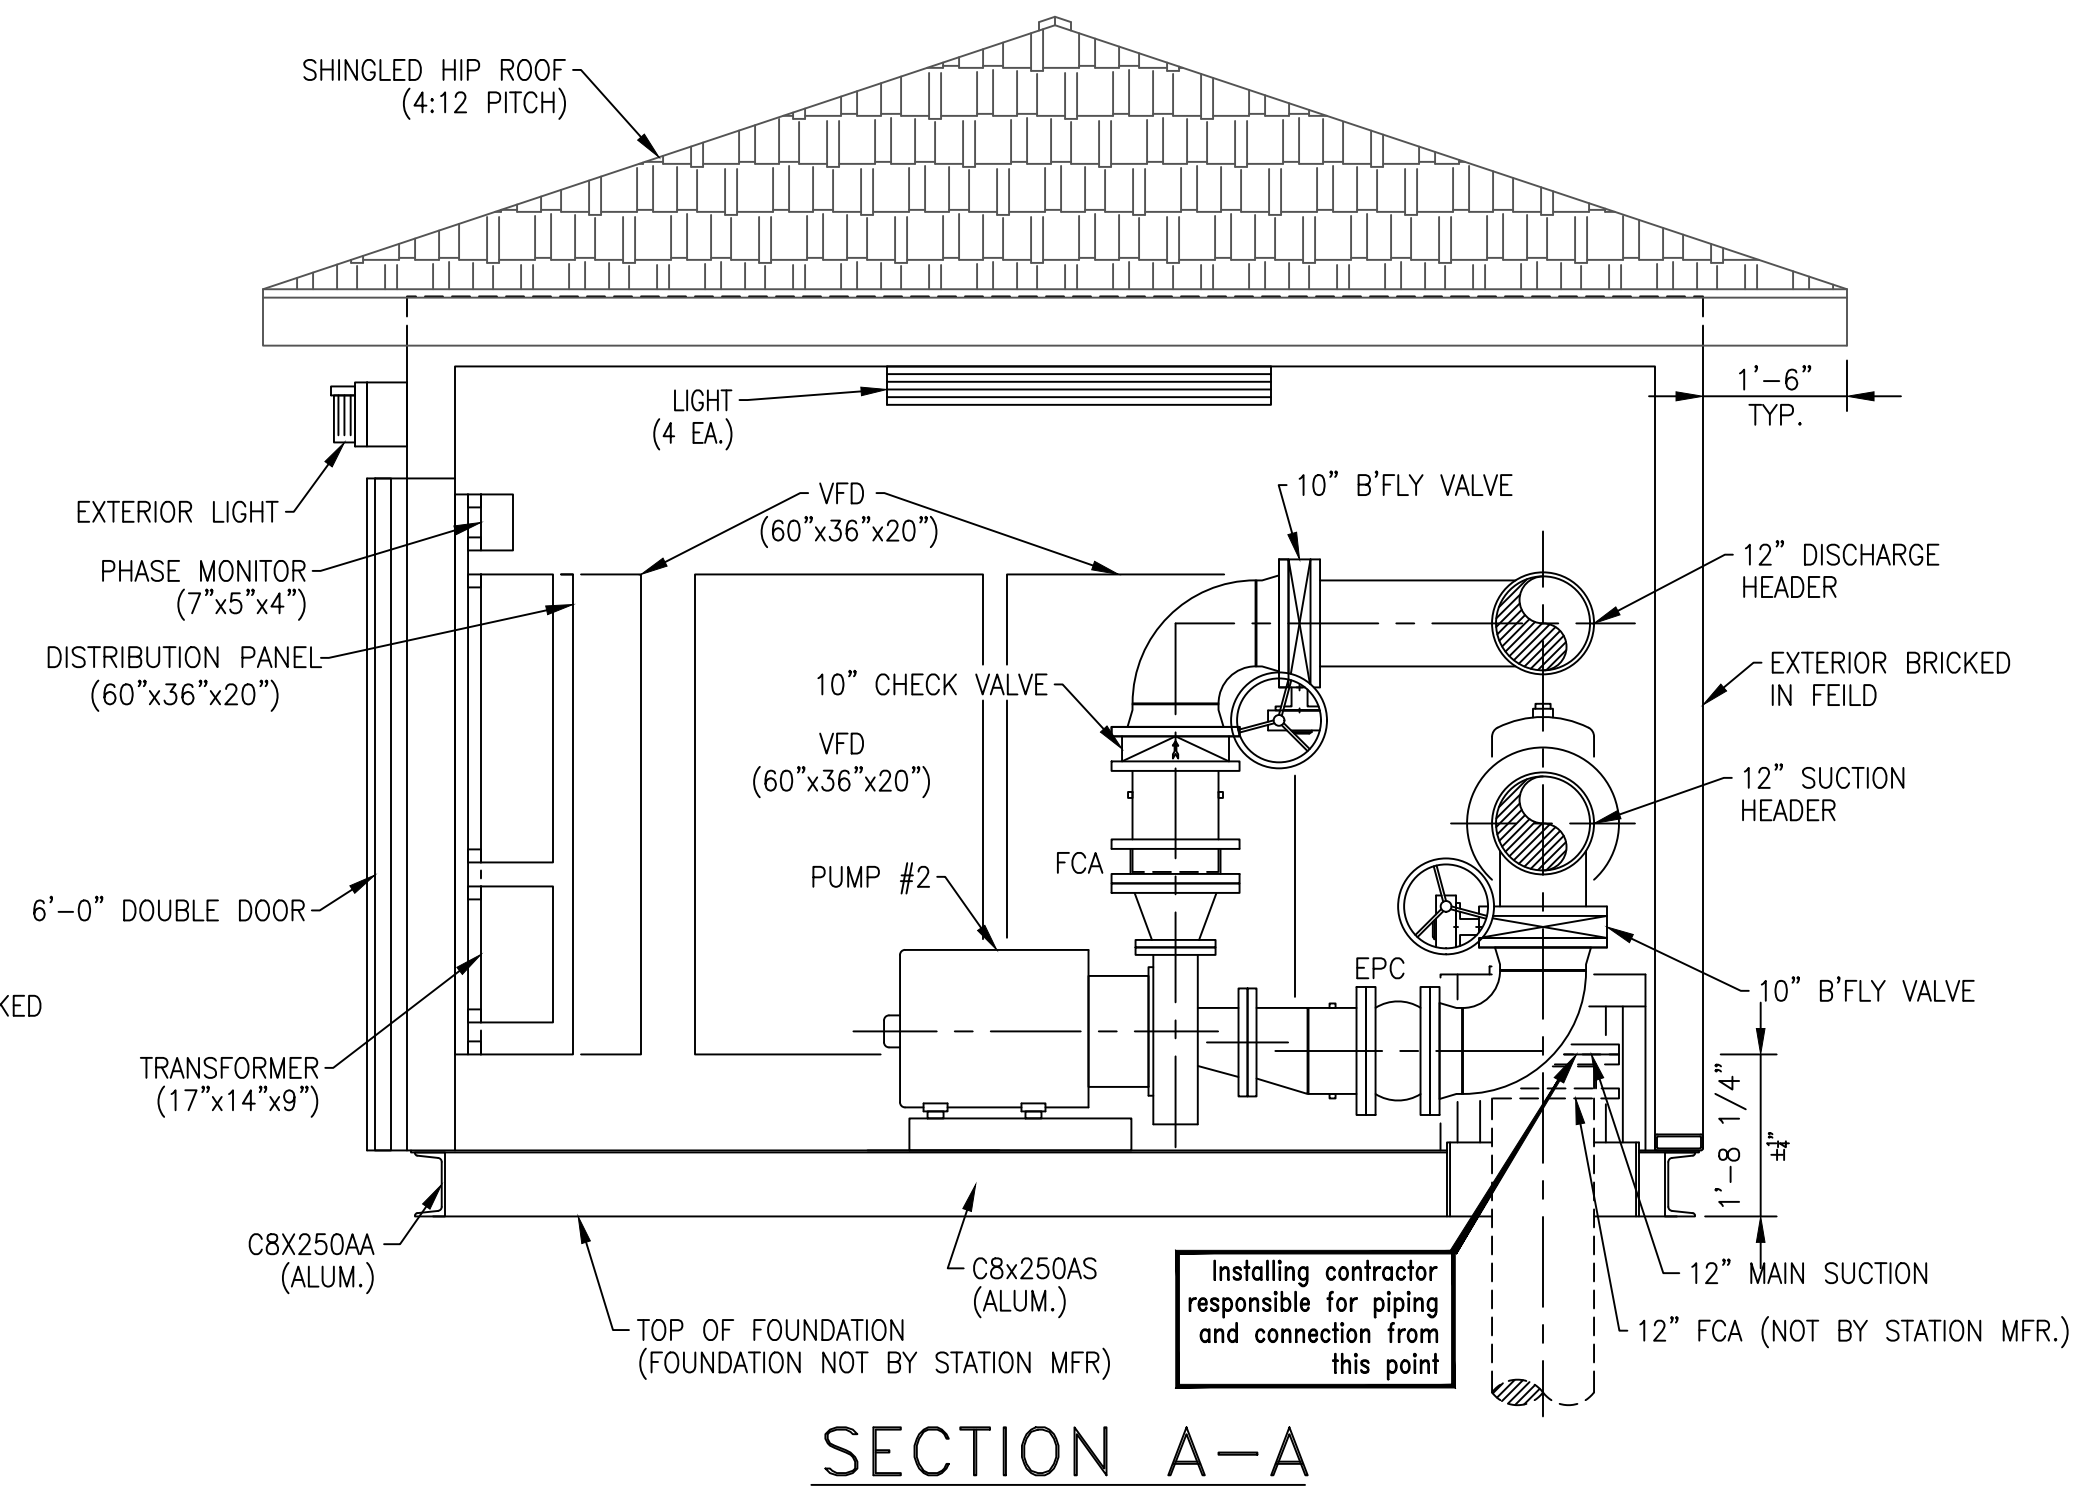 SHINGLED HIP ROOF
(4:12 PITCH)
LIGHT
(4 EA.)
1'-6"
TYP.
EXTERIOR LIGHT
VFD
(60"x36"x20")
10" B'FLY VALVE
PHASE MONITOR
(7"x5"x4")
12" DISCHARGE
HEADER
DISTRIBUTION PANEL
(60"x36"x20")
10" CHECK VALVE
EXTERIOR BRICKED
IN FEILD
VFD
(60"x36"x20")
12" SUCTION
HEADER
FCA
PUMP #2
6'-0" DOUBLE DOOR
EPC
10" B'FLY VALVE
KED
TRANSFORMER
(17"x14"x9")
1'-8 1/4"
±1/4"
C8X250AA
(ALUM.)
C8x250AS
(ALUM.)
Installing contractor
responsible for piping
and connection from
this point
12" MAIN SUCTION
12" FCA (NOT BY STATION MFR.)
TOP OF FOUNDATION
(FOUNDATION NOT BY STATION MFR)
SECTION A-A